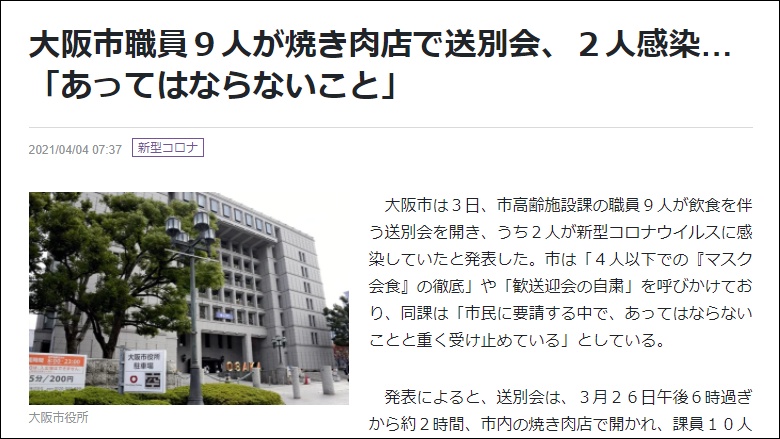 大阪市職員９人が焼き肉店で送別会、２人感染…
「あってはならないこと」
2021/04/04 07:37 新型コロナ
大阪市は３日、市高齢施設課の職員９人が飲食を伴
う送別会を開き、うち２人が新型コロナウイルスに感
染していたと発表した。市は「４人以下での『マスク
会食』の徹底」や「歓送迎会の自粛」を呼びかけてお
り、同課は「市民に要請する中で、あってはならない
ことと重く受け止めている」としている。
OSAKA
大阪市役所
駐車場
5分/200円
大阪市役所
発表によると、送別会は、３月２６日午後６時過ぎ
から約２時間、市内の焼き肉店で開かれ、課員１０人